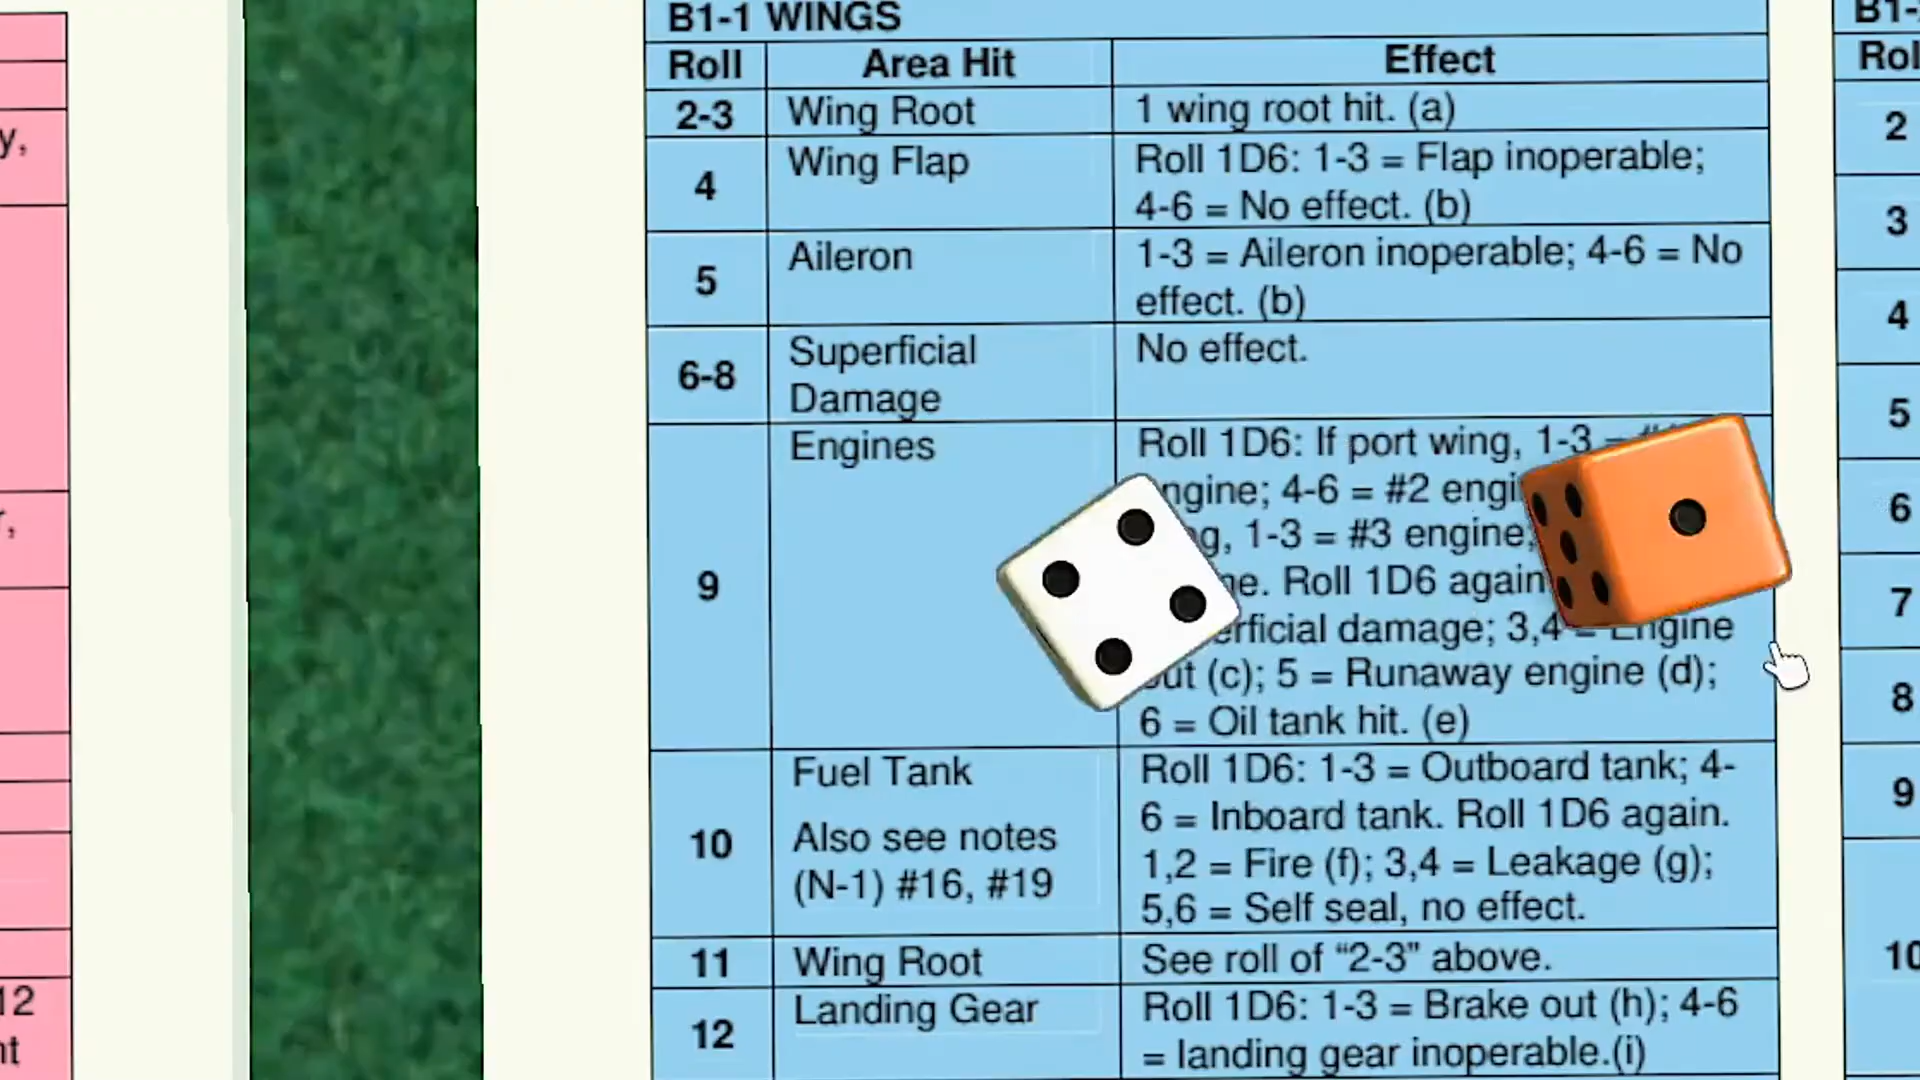 B1-1 WINGS
Roll Area Hit Effect
2-3 Wing Root 1 wing root hit. (a)
4 Wing Flap Roll 1D6: 1-3 = Flap inoperable;
4-6 = No effect. (b)
5 Aileron 1-3 = Aileron inoperable; 4-6 = No
effect. (b)
6-8 Superficial
Damage
No effect.
9 Engines Roll 1D6: If port wing, 1-3
4-6 = #2
1-3 = #3 engine;
Roll 1D6 again
damage; 3,4 = Engine
(c); 5 = Runaway engine (d);
6 = Oil tank hit. (e)
10 Fuel Tank
Also see notes
(N-1) #16, #19
Roll 1D6: 1-3 = Outboard tank; 4-
6 = Inboard tank. Roll 1D6 again.
1,2 = Fire (f); 3,4 = Leakage (g);
5,6 = Self seal, no effect.
11 Wing Root See roll of “2-3” above.
12 Landing Gear Roll 1D6: 1-3 = Brake out (h); 4-6
= landing gear inoperable.(i)
y,
12
2
3
4
5
6
7
8
9
10